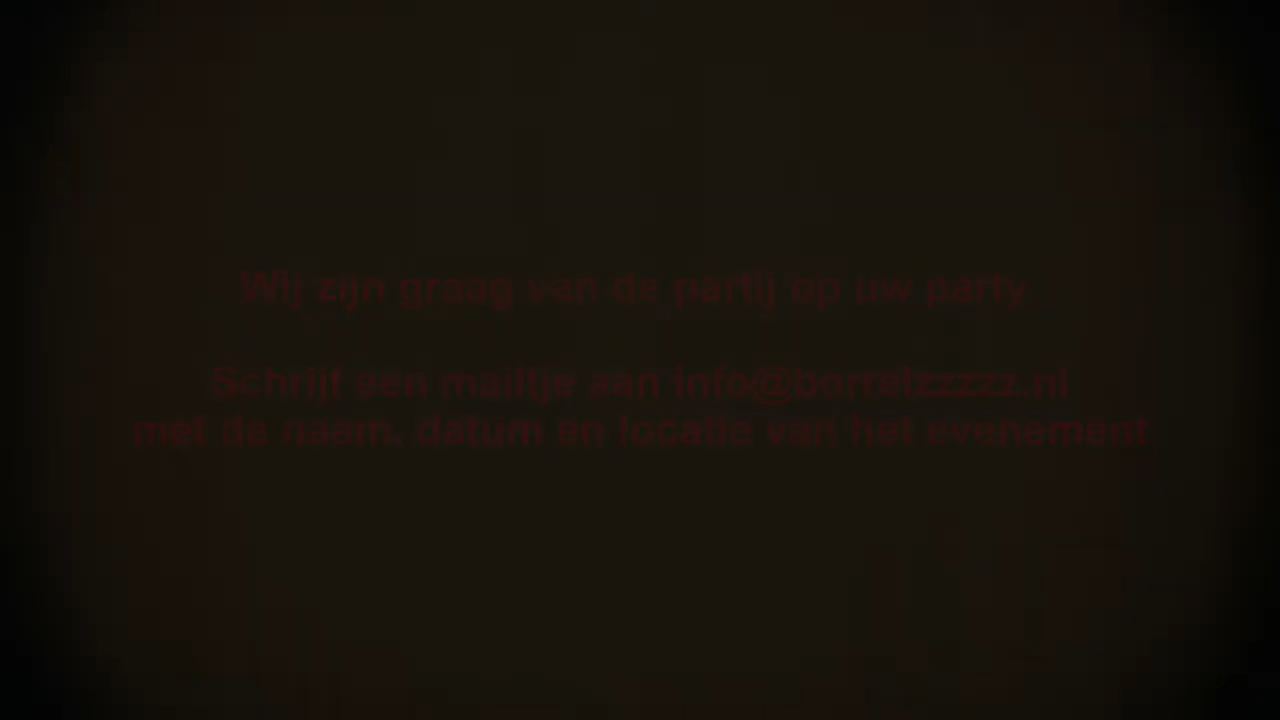 Wij zijn graag van de partij op uw party
Schrijf een mailtje aan info@borrelzzzzz.nl
met de naam, datum en locatie van het evenement